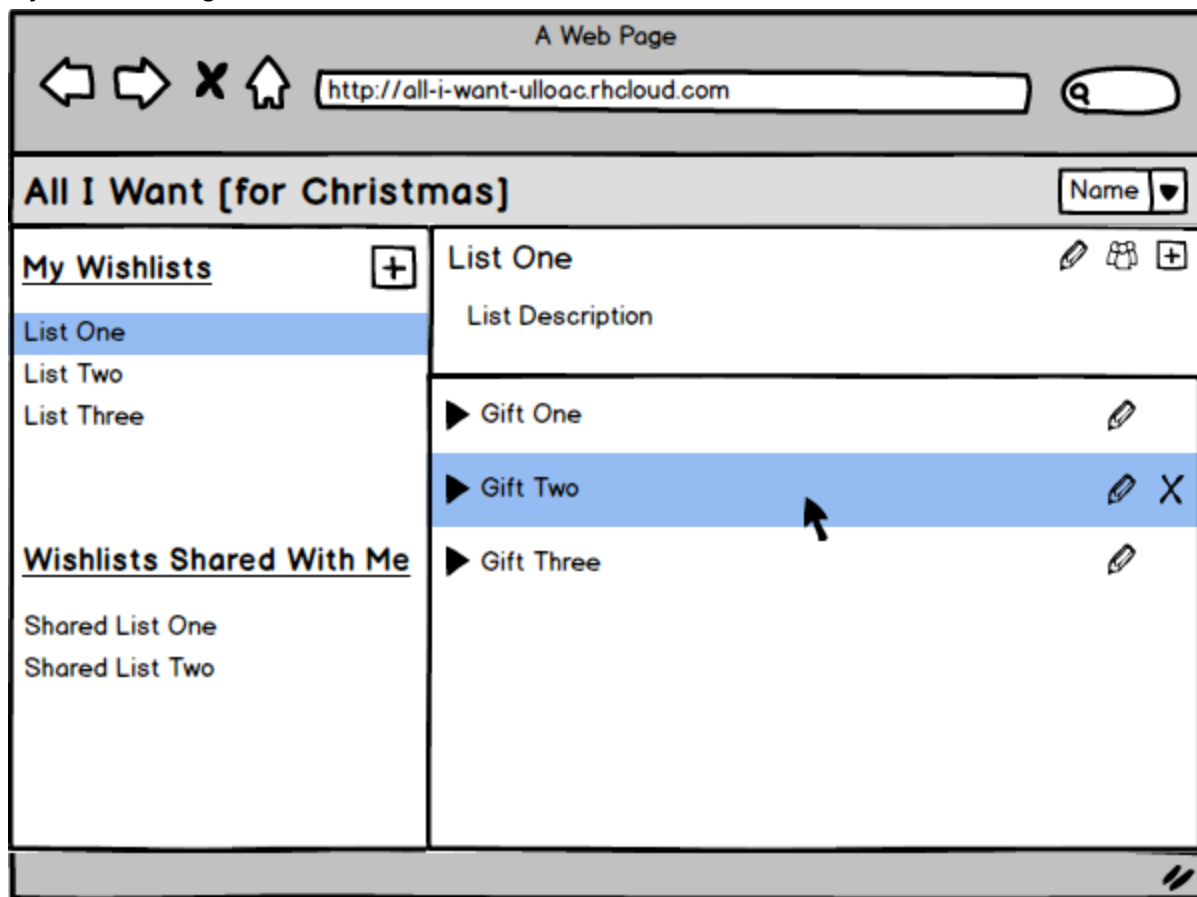 A Web Page
http://all-i-want-ulloac.rhcloud.com
All I Want [for Christmas]
Name
My Wishlists
List One
List Two
List Three
Wishlists Shared With Me
Shared List One
Shared List Two
List One
List Description
Gift One
Gift Two
Gift Three